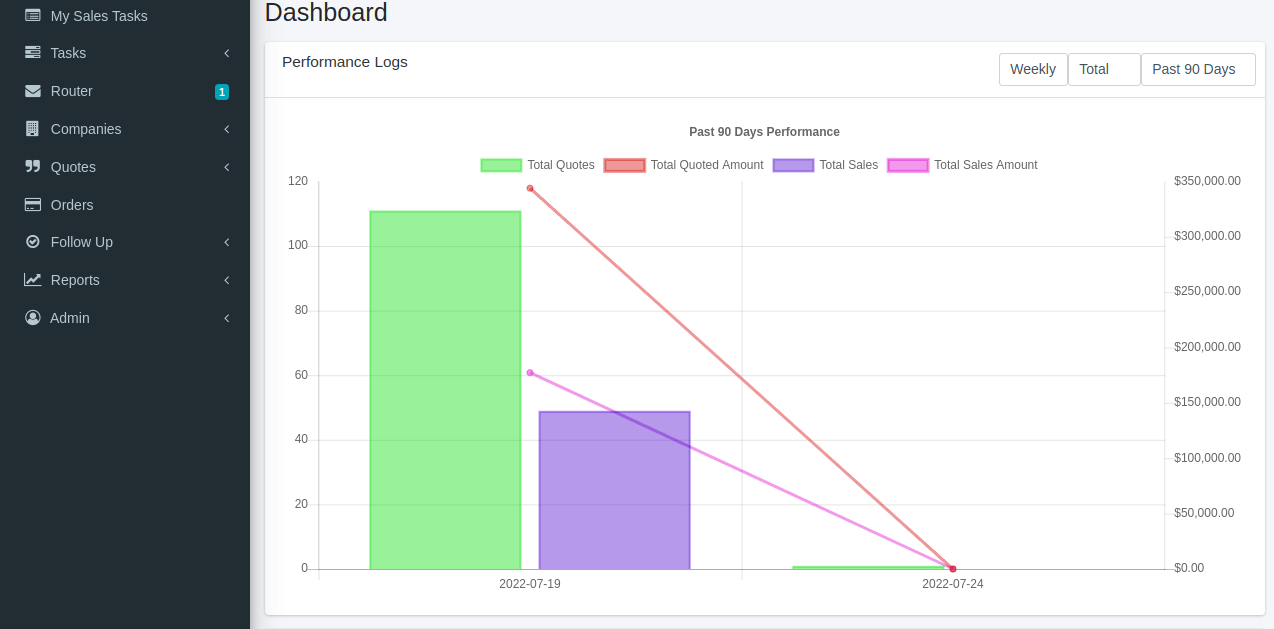 My Sales Tasks
Tasks
Router 1
Companies
Quotes
Orders
Follow Up
Reports
Admin
Dashboard
Performance Logs
Weekly Total Past 90 Days
Past 90 Days Performance
Total Quotes Total Quoted Amount Total Sales Total Sales Amount
120
100
80
60
40
20
0
$350,000.00
$300,000.00
$250,000.00
$200,000.00
$150,000.00
$100,000.00
$50,000.00
$0.00
2022-07-19 2022-07-24